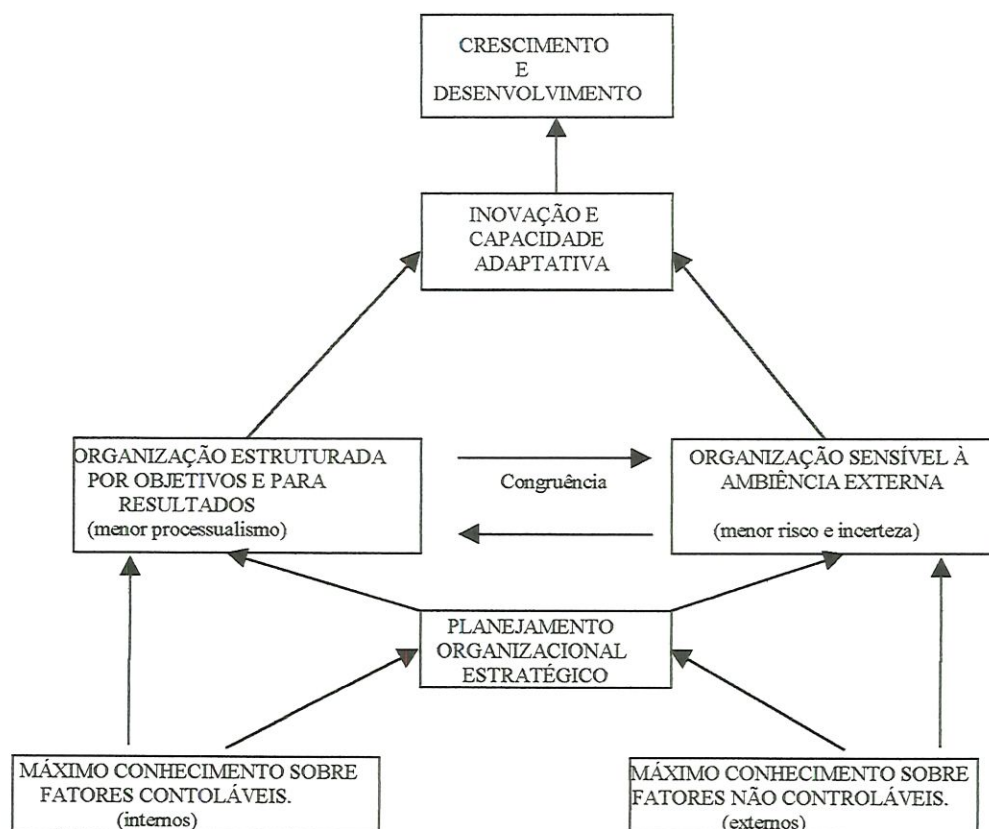 CRESCIMENTO
E
DESENVOLVIMENTO
INOVAÇÃO E
CAPACIDADE
ADAPTATIVA
ORGANIZAÇÃO ESTRUTURADA
POR OBJETIVOS E PARA
RESULTADOS
(menor processualismo)
Congruência
ORGANIZAÇÃO SENSÍVEL À
AMBIÊNCIA EXTERNA
(menor risco e incerteza)
PLANEJAMENTO
ORGANIZACIONAL
ESTRATÉGICO
MÁXIMO CONHECIMENTO SOBRE
FATORES CONTOLÁVEIS.
(internos)
MÁXIMO CONHECIMENTO SOBRE
FATORES NÃO CONTROLÁVEIS.
(externos)